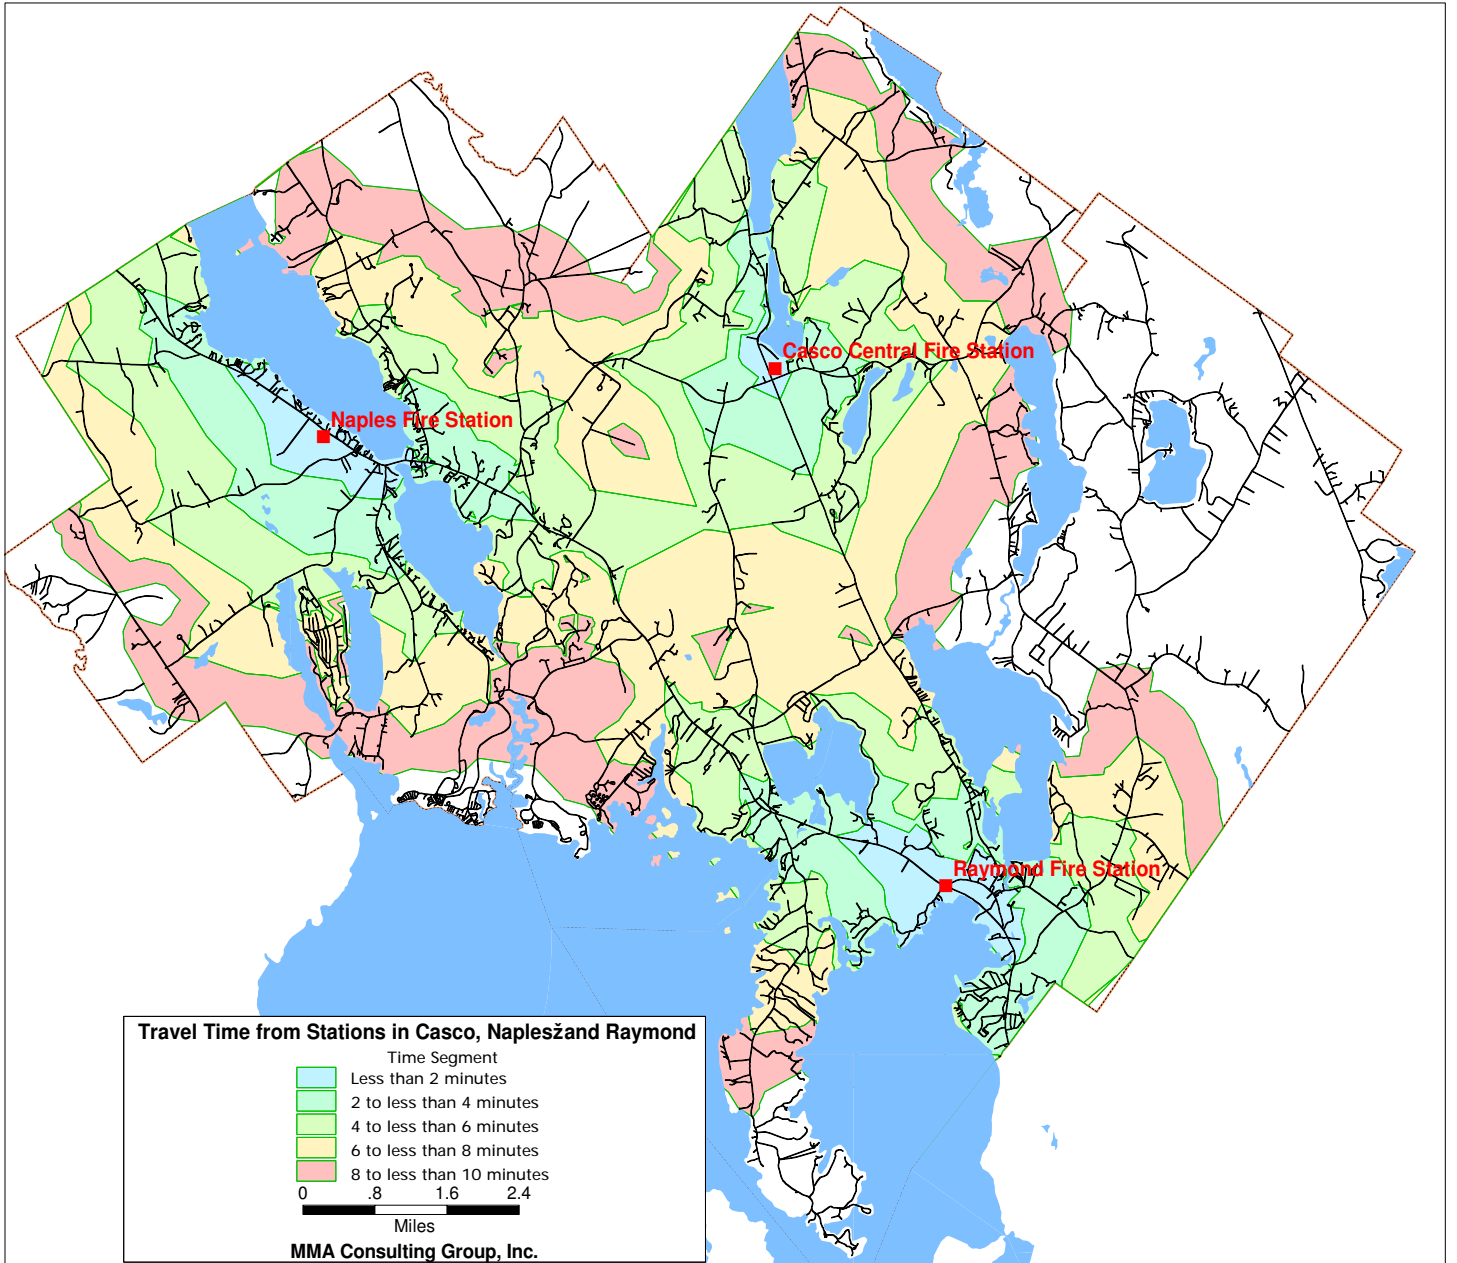 Casco Central Fire Station
Naples Fire Station
Raymond Fire Station
Travel Time from Stations in Casco, Naplesžand Raymond
Time Segment
Less than 2 minutes
2 to less than 4 minutes
4 to less than 6 minutes
6 to less than 8 minutes
8 to less than 10 minutes
0 .8 1.6 2.4
Miles
MMA Consulting Group, Inc.